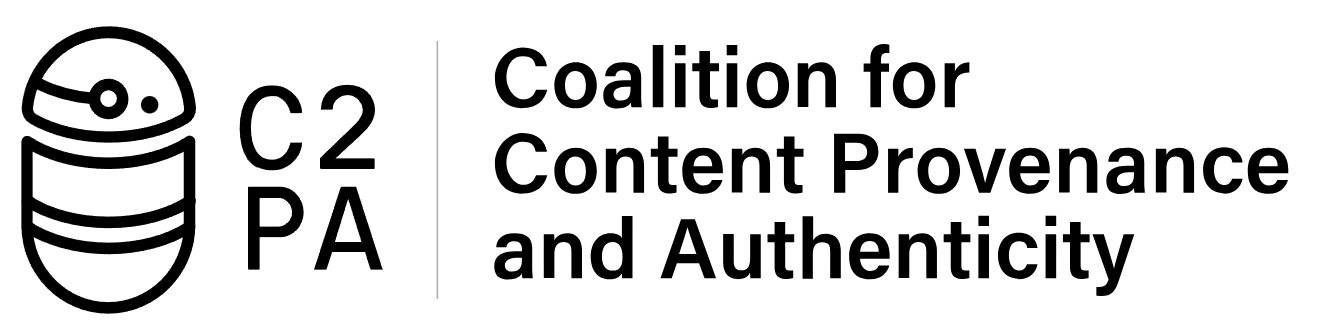 C2
PA
Coalition for
Content Provenance
and Authenticity